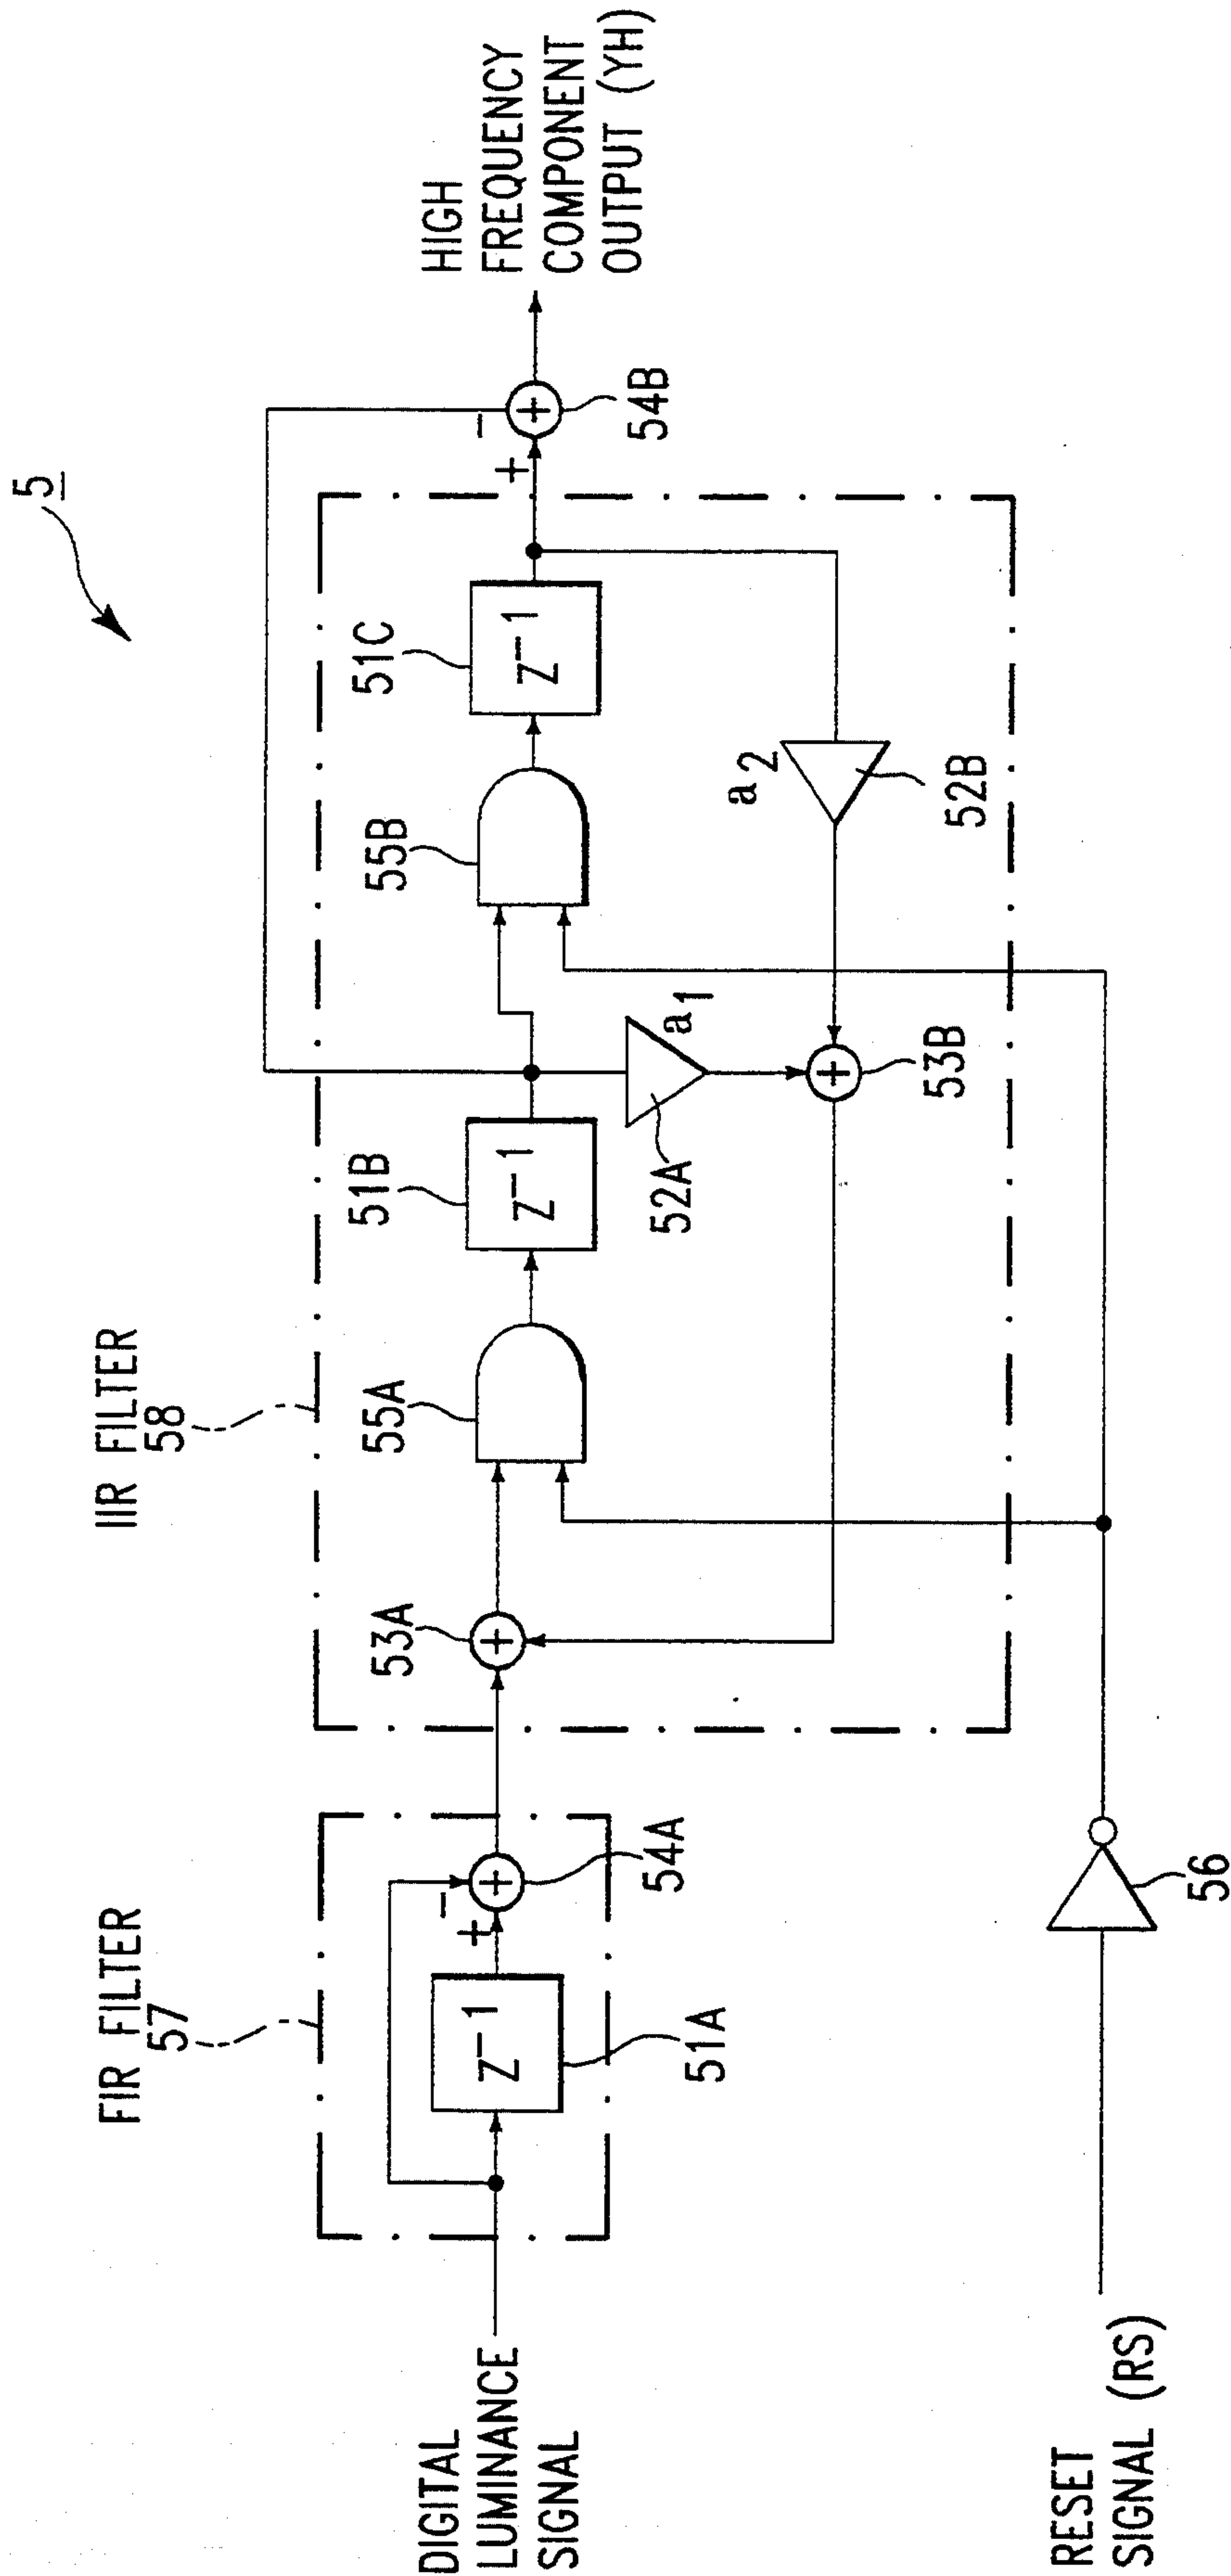 5
IIR FILTER
58
FIR FILTER
57
53A
55A
51B
55B
51C
HIGH
FREQUENCY
COMPONENT
OUTPUT (YH)
DIGITAL
LUMINANCE
SIGNAL
Z⁻¹
Z⁻¹
Z⁻¹
+
-
+
+
+
-
+
54A
54B
51A
52A
a₁
a₂
52B
+
53B
RESET
SIGNAL (RS)
56